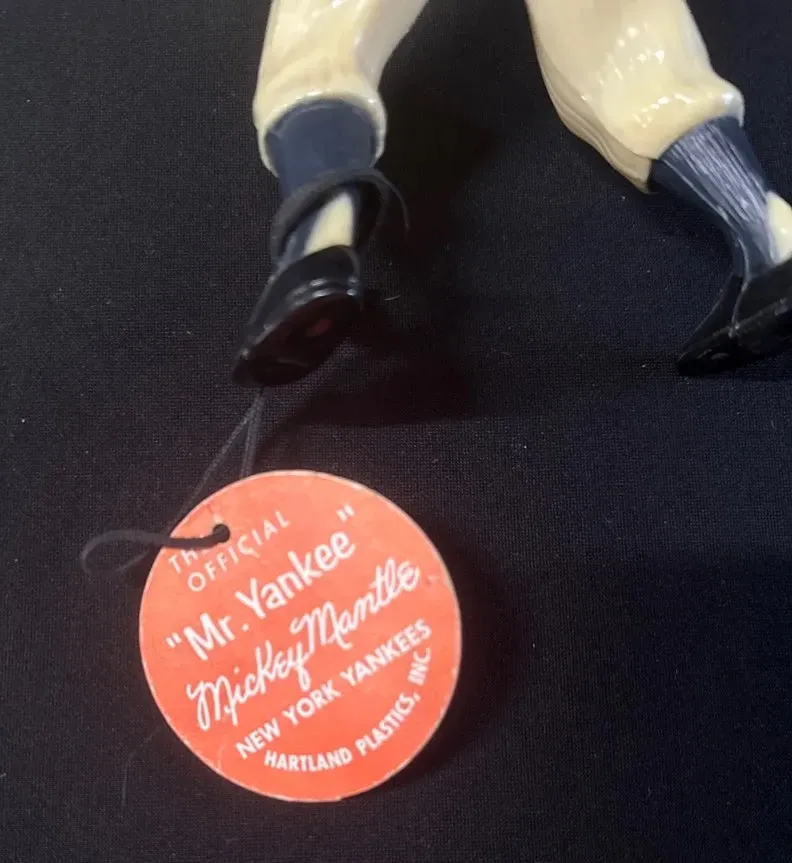 THE
OFFICIAL
"Mr. Yankee"
Mickey Mantle
NEW YORK YANKEES
HARTLAND PLASTICS, INC.